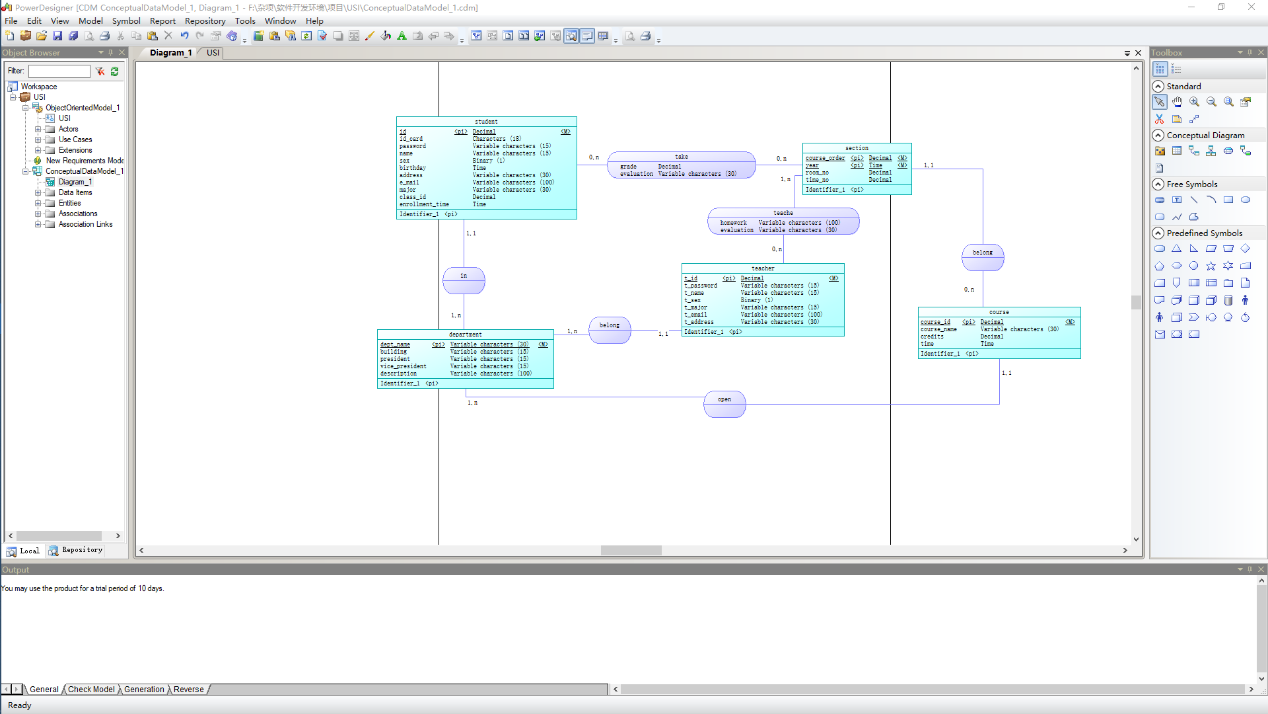 PowerDesigner [CDM ConceptualDataModel_1, Diagram_1 - F:\杂项\软件开发环境\项目\USI\ConceptualDataModel_1.cdm]
File Edit View Model Symbol Report Repository Tools Window Help
Object Browser
Filter:
Workspace
USI
ObjectOrientedModel_1
USI
Actors
Use Cases
Extensions
New Requirements Mode
ConceptualDataModel_1
Diagram_1
Data Items
Entities
Associations
Association Links
Local Repository
Diagram_1 USI
student
id <pi> Decimal <M>
id_card Characters (18)
password Variable characters (15)
name Variable characters (15)
sex Binary (1)
birthday Time
address Variable characters (30)
e_mail Variable characters (100)
major Variable characters (30)
class_id Decimal
enrollment_time Time
Identifier_1 <pi>
0,n
take
grade Decimal
evaluation Variable characters (30)
0,n
section
course_order <pi> Decimal <M>
year <pi> Time <M>
room_no Decimal
time_no Decimal
Identifier_1 <pi>
1,1
1,n
teachs
homework Variable characters (100)
evaluation Variable characters (30)
0,n
1,1
in
1,n
teacher
t_id <pi> Decimal <M>
t_password Variable characters (15)
t_name Variable characters (15)
t_sex Binary (1)
t_major Variable characters (15)
t_email Variable characters (100)
t_address Variable characters (30)
Identifier_1 <pi>
belong
0,n
course
course_id <pi> Decimal <M>
course_name Variable characters (30)
credits Decimal
time Time
Identifier_1 <pi>
1,1
department
dept_name <pi> Variable characters (30) <M>
building Variable characters (15)
president Variable characters (15)
vice_president Variable characters (15)
description Variable characters (100)
Identifier_1 <pi>
1,n
belong
1,1
1,n
open
Toolbox
Standard
Conceptual Diagram
Free Symbols
Predefined Symbols
Output
You may use the product for a trial period of 10 days.
General Check Model Generation Reverse
Ready